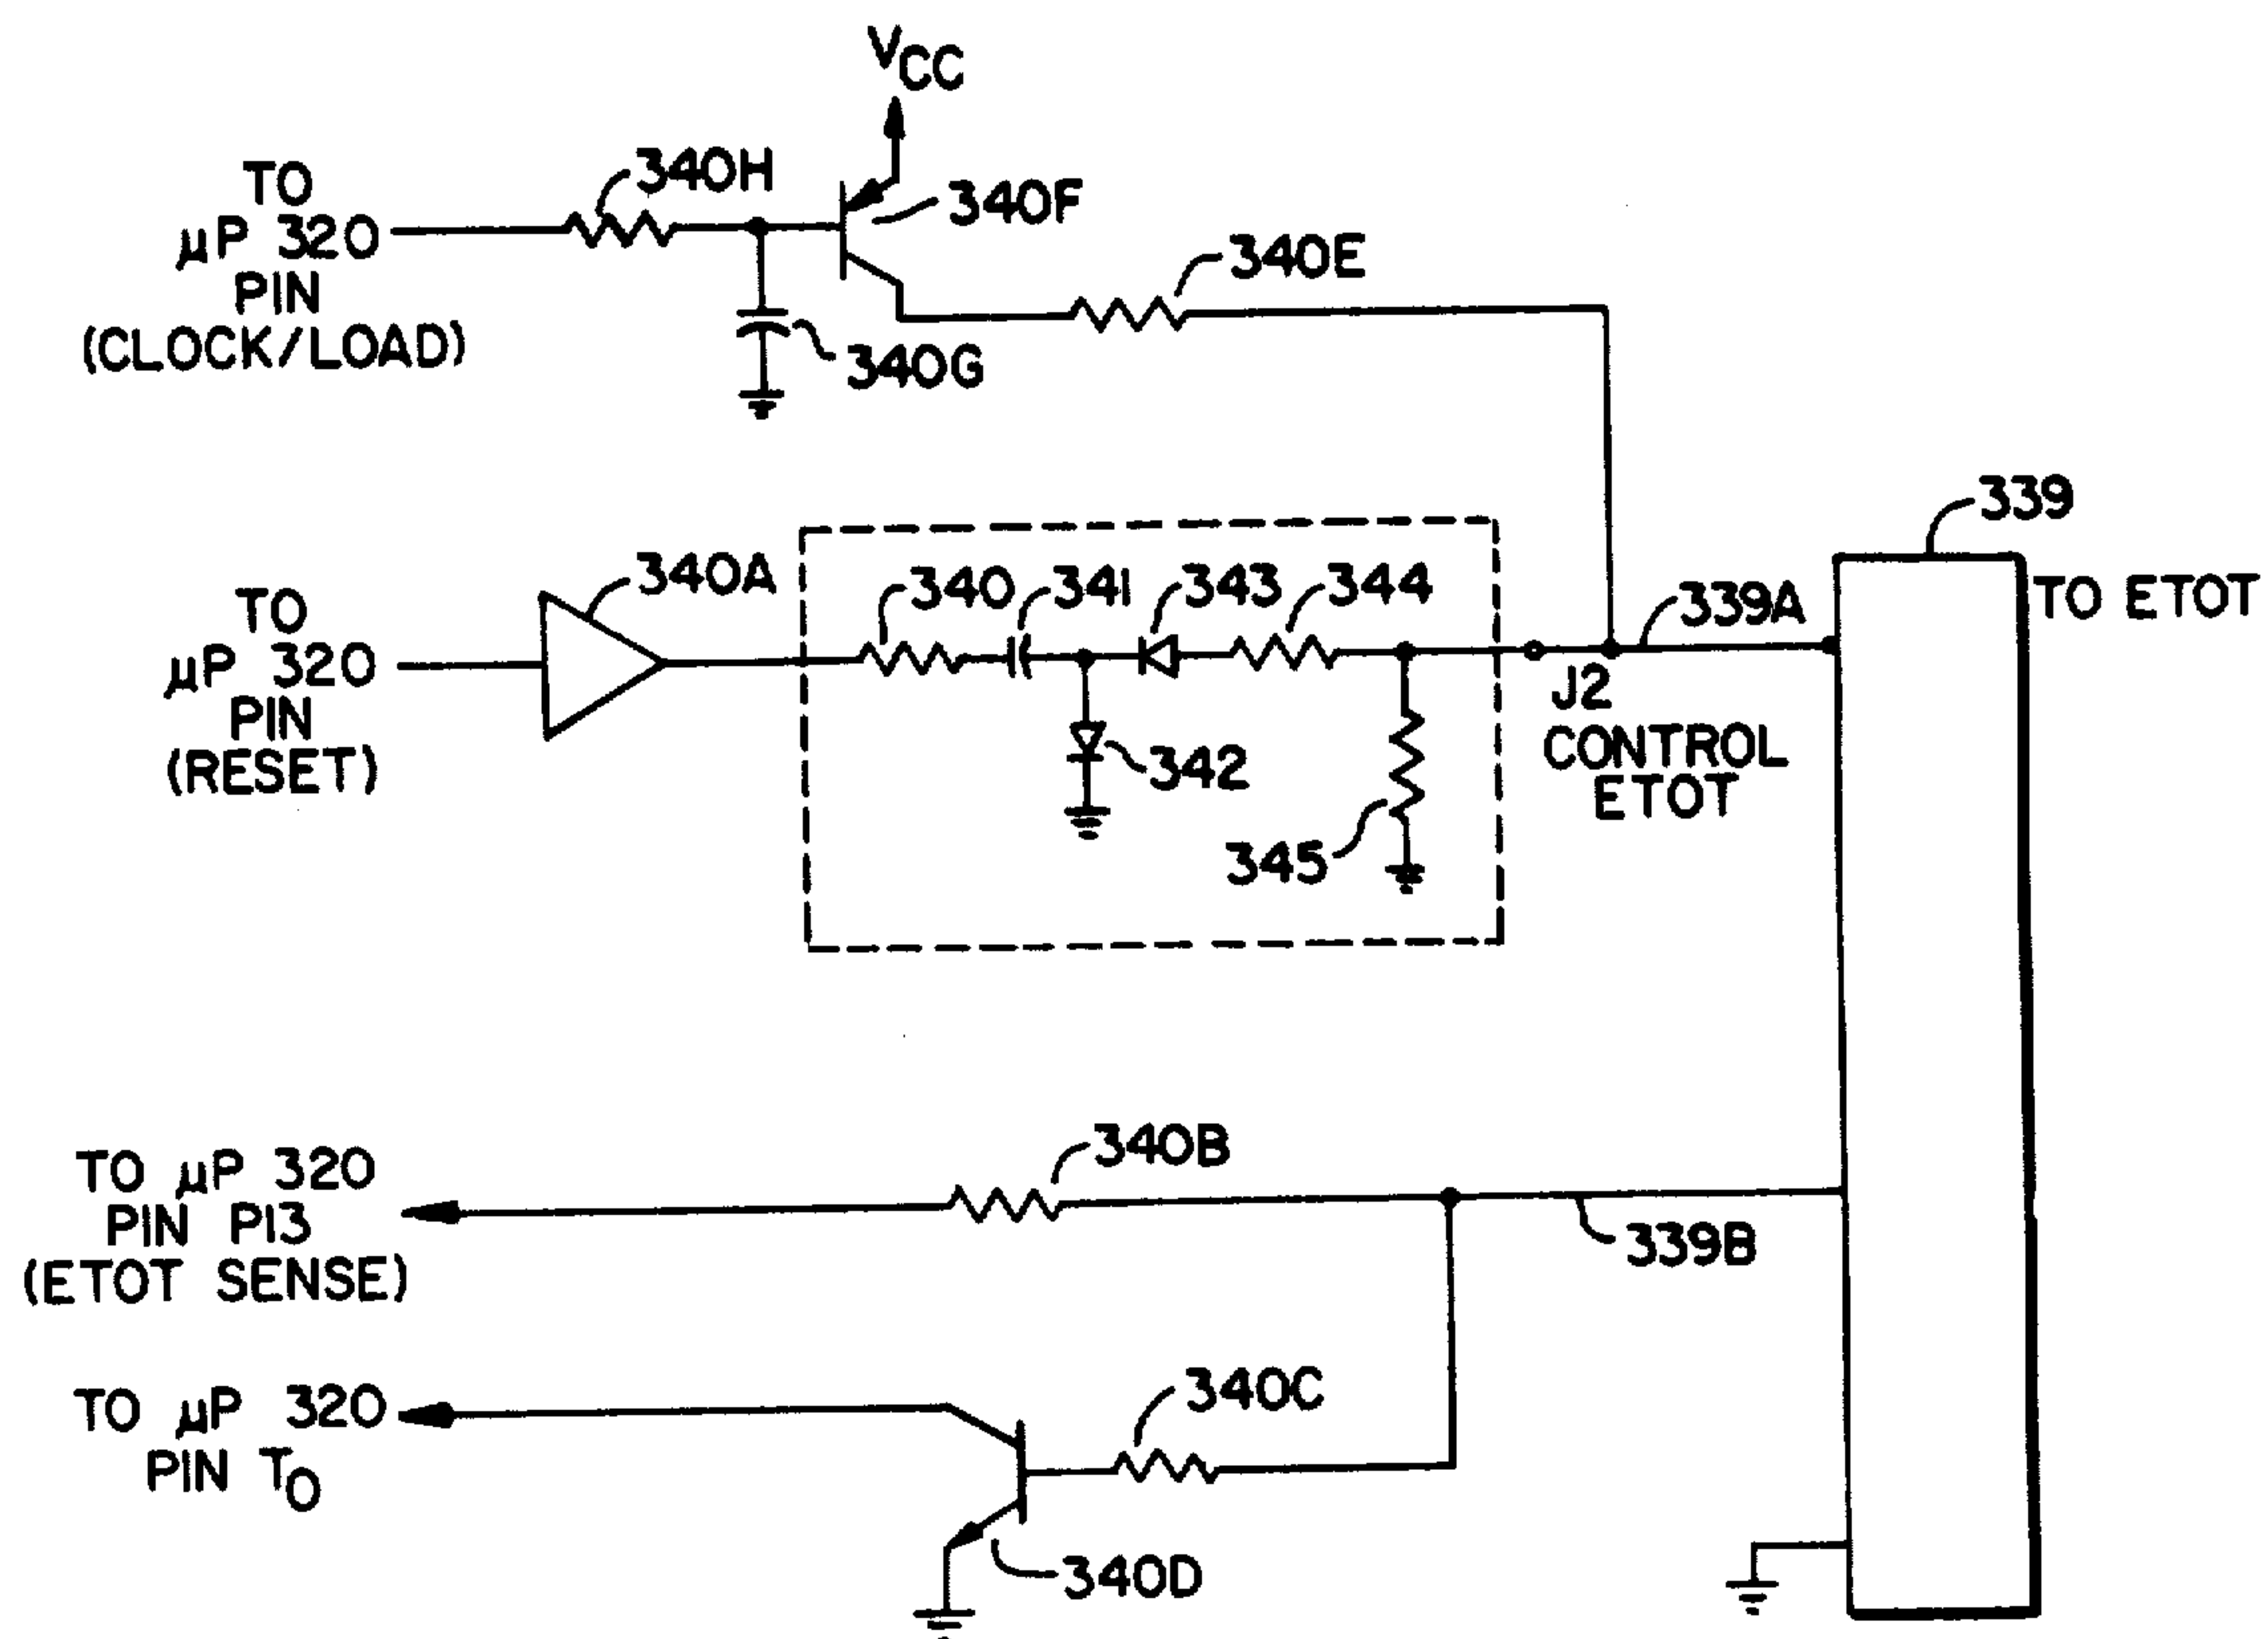 VCC
TO
µP 320
PIN
(CLOCK/LOAD)
340H
340F
340E
340G
339
TO ETOT
TO
µP 320
PIN
(RESET)
340A
340
341
343
344
339A
J2
CONTROL
ETOT
342
345
TO µP 320
PIN P13
(ETOT SENSE)
340B
339B
TO µP 320
PIN TO
340C
340D